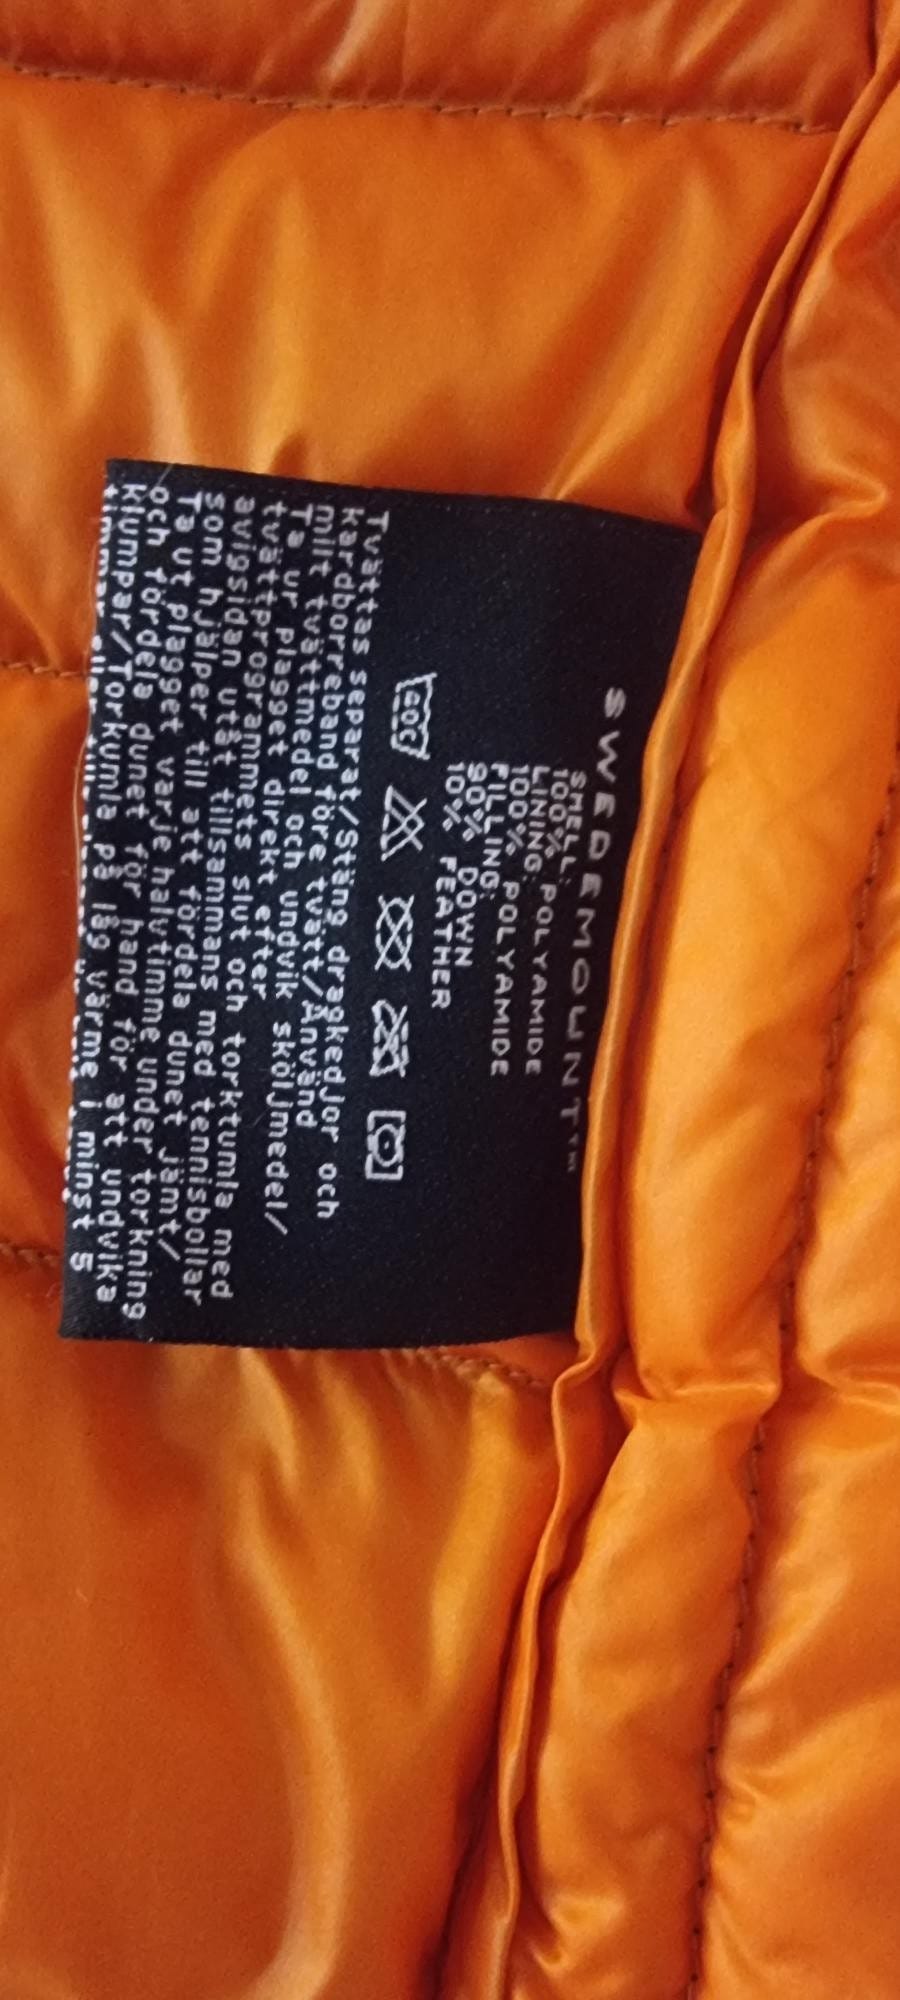 SWEDEMOUNT™
SHELL:
100% POLYAMIDE
LINING:
100% POLYAMIDE
FILLING:
90% DOWN
10% FEATHER
Tvättas separat/Stäng dragkedjor och
kardborreband före tvätt/Använd
milt tvättmedel och undvik sköljmedel/
Ta ur plagget direkt efter
tvättprogrammets slut och torktumla med
avigsidan utåt tillsammans med tennisbollar
som hjälper till att fördela dunet jämt/
Ta ut plagget varje halvtimme under torkning
och fördela dunet för hand för att undvika
klumpar/Torkumla på låg värme i minst 5
timmar